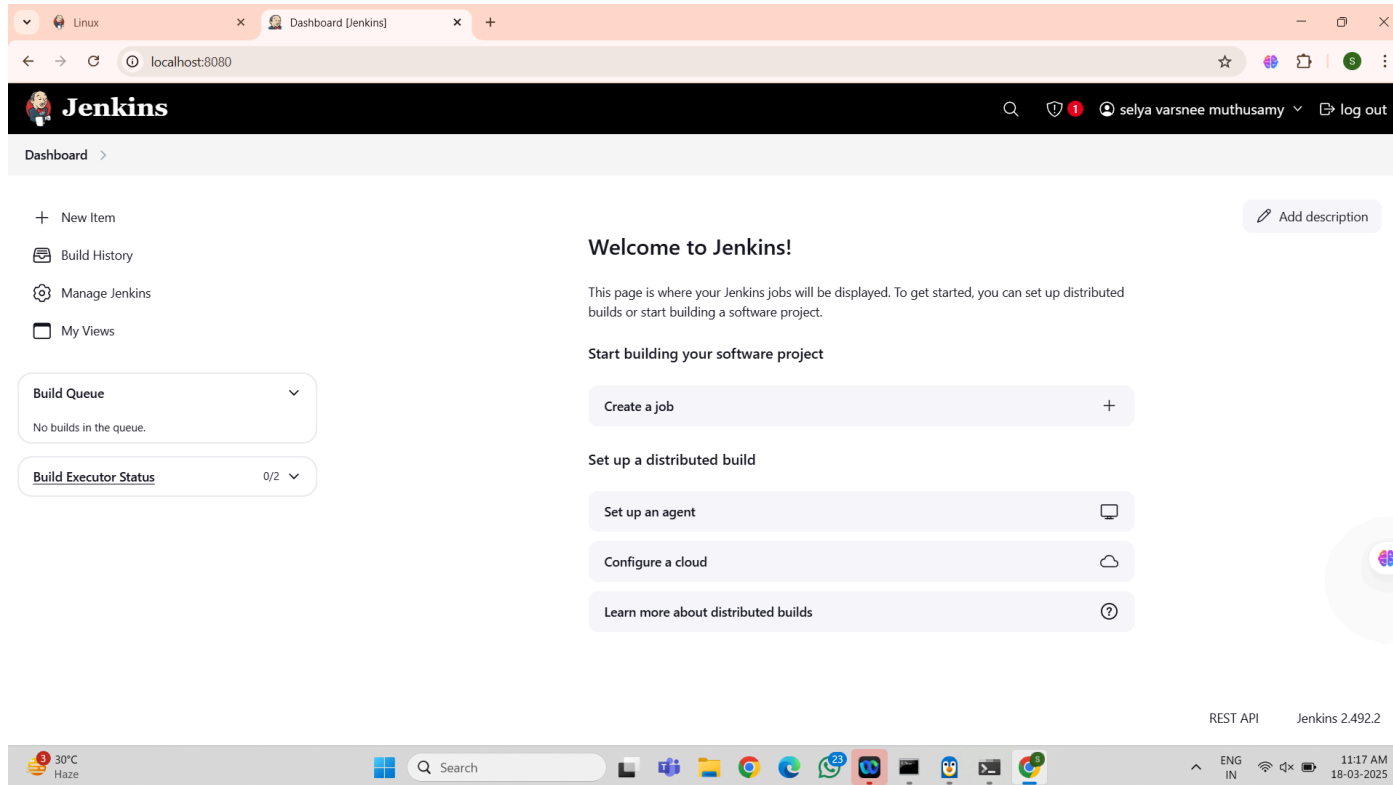 Linux
Dashboard [Jenkins]
localhost:8080
S
Jenkins
1
selya varsnee muthusamy
log out
Dashboard
New Item
Build History
Manage Jenkins
My Views
Add description
Welcome to Jenkins!
This page is where your Jenkins jobs will be displayed. To get started, you can set up distributed
builds or start building a software project.
Start building your software project
Create a job
Set up a distributed build
Set up an agent
Configure a cloud
Learn more about distributed builds
Build Queue
No builds in the queue.
Build Executor Status
0/2
REST API
Jenkins 2.492.2
3
30°C
Haze
Search
23
S
ENG
IN
11:17 AM
18-03-2025